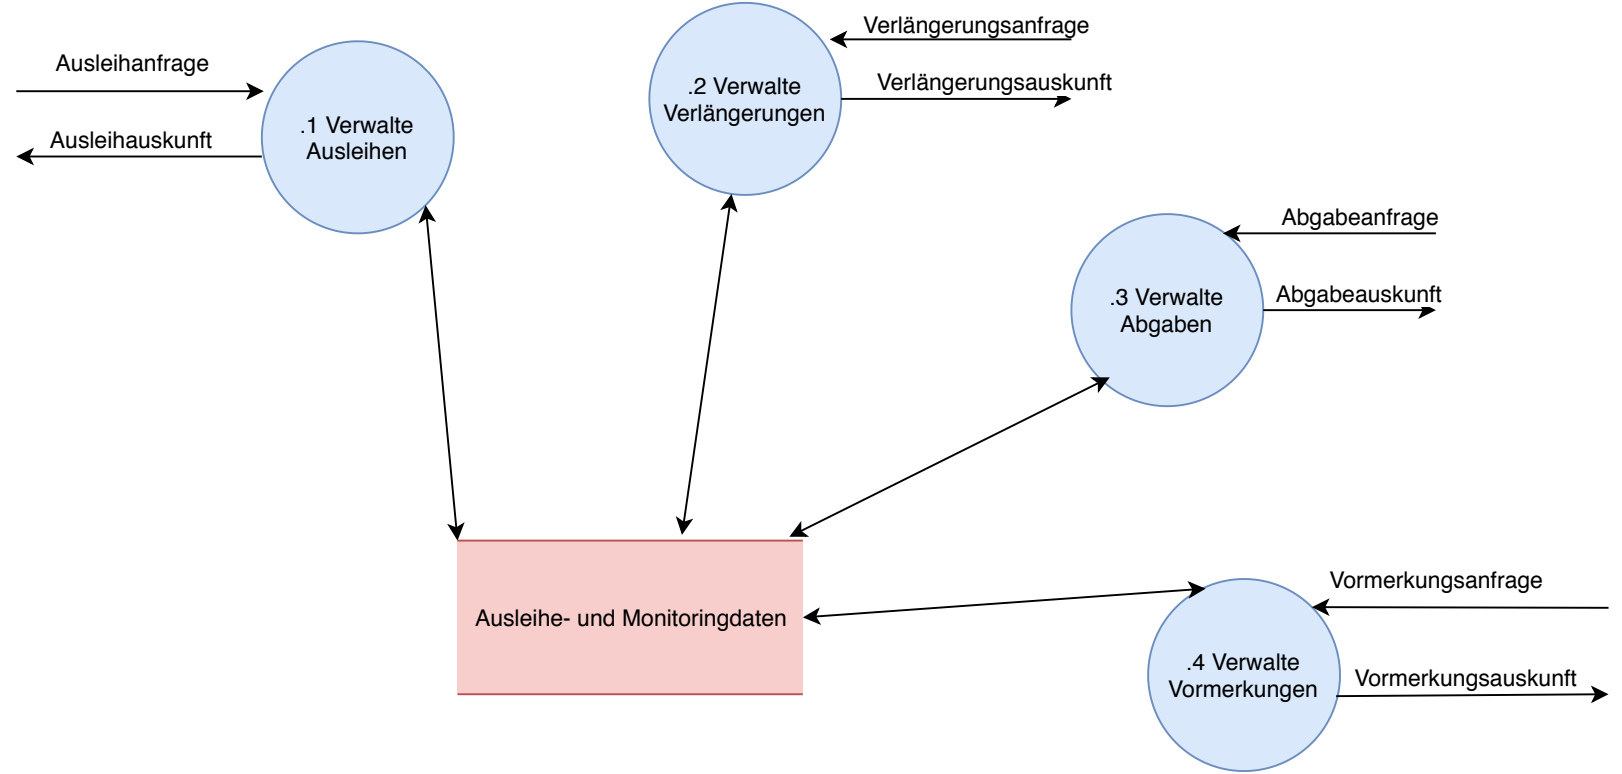 Ausleihanfrage
Ausleihauskunft
.1 Verwalte
Ausleihen
.2 Verwalte
Verlängerungen
Verlängerungsanfrage
Verlängerungsauskunft
.3 Verwalte
Abgaben
Abgabeanfrage
Abgabeauskunft
Ausleihe- und Monitoringdaten
.4 Verwalte
Vormerkungen
Vormerkungsanfrage
Vormerkungsauskunft